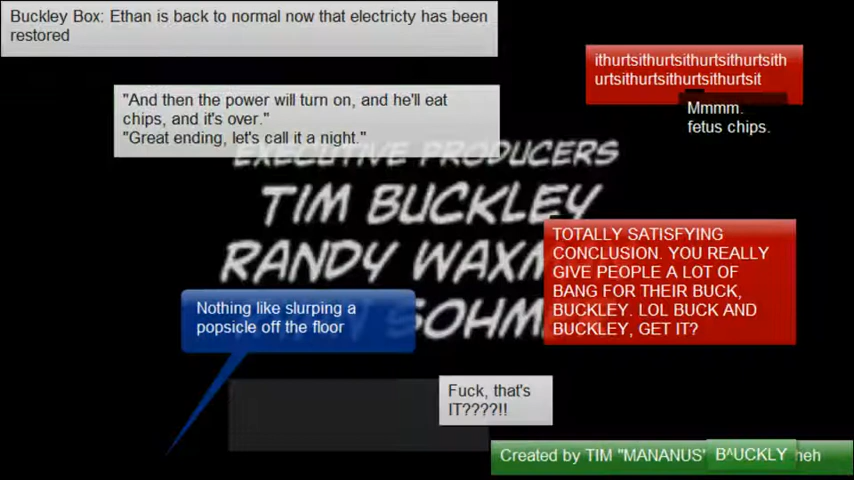 Buckley Box: Ethan is back to normal now that electricty has been
restored
ithurtsithurtsithurtsithurtsithurtsith
urtsithurtsithurtsithurtsit
"And then the power will turn on, and he'll eat
chips, and it's over."
"Great ending, let's call it a night."
Mmmm.
fetus chips.
EXECUTIVE PRODUCERS
TIM BUCKLEY
RANDY
TOTALLY SATISFYING
CONCLUSION. YOU REALLY
GIVE PEOPLE A LOT OF
BANG FOR THEIR BUCK,
BUCKLEY. LOL BUCK AND
BUCKLEY, GET IT?
Nothing like slurping a
popsicle off the floor
Fuck, that's
IT????!!
Created by TIM "MANANUS" B^UCKLY heh